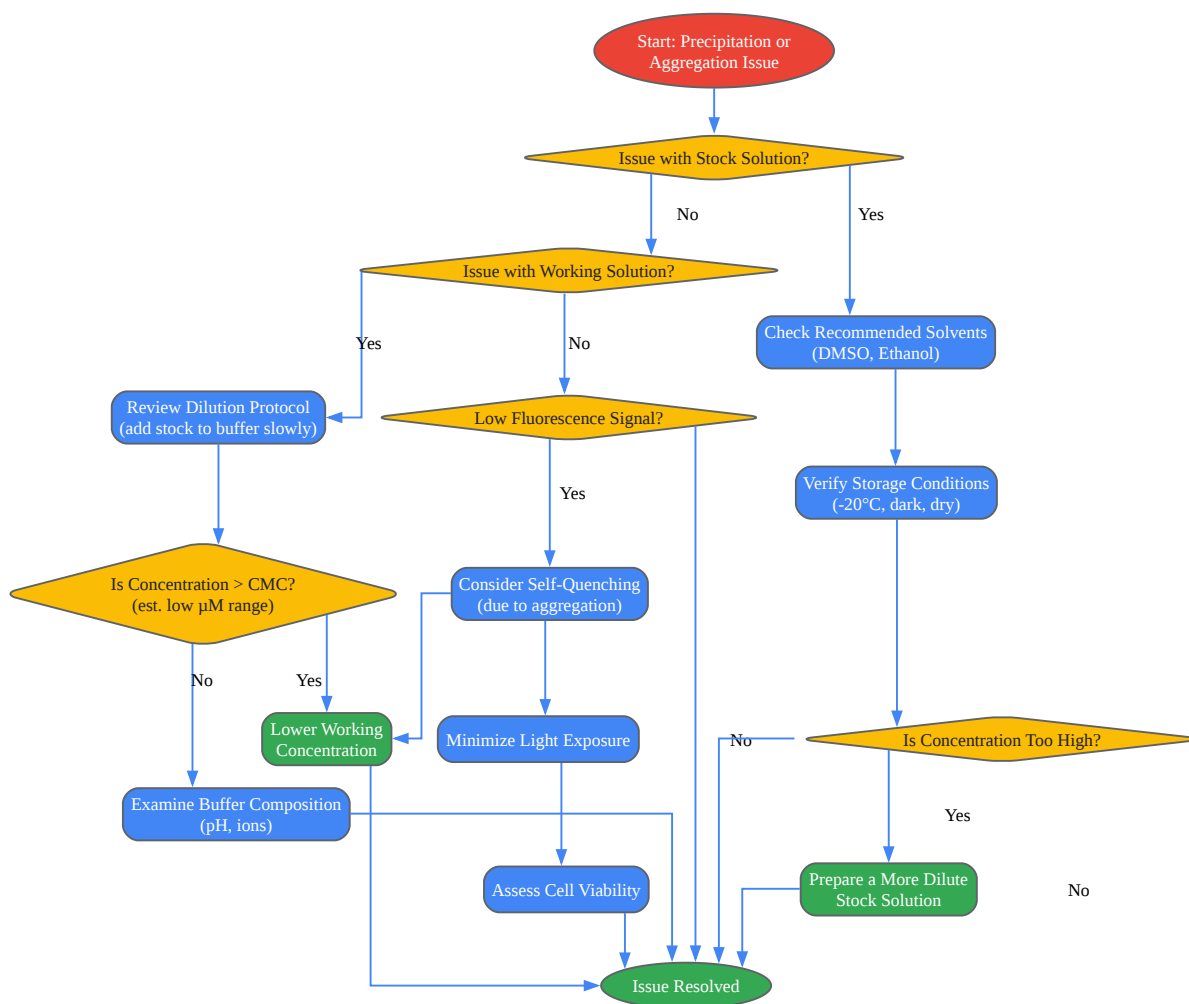 Start: Precipitation or
Aggregation Issue
Issue with Stock Solution?
No
Yes
Issue with Working Solution?
Check Recommended Solvents
(DMSO, Ethanol)
Yes
No
Review Dilution Protocol
(add stock to buffer slowly)
Low Fluorescence Signal?
Verify Storage Conditions
(-20°C, dark, dry)
Yes
Is Concentration > CMC?
(est. low µM range)
Consider Self-Quenching
(due to aggregation)
No
Yes
Lower Working
Concentration
Minimize Light Exposure
No
Is Concentration Too High?
Examine Buffer Composition
(pH, ions)
Yes
Assess Cell Viability
Prepare a More Dilute
Stock Solution
No
Issue Resolved